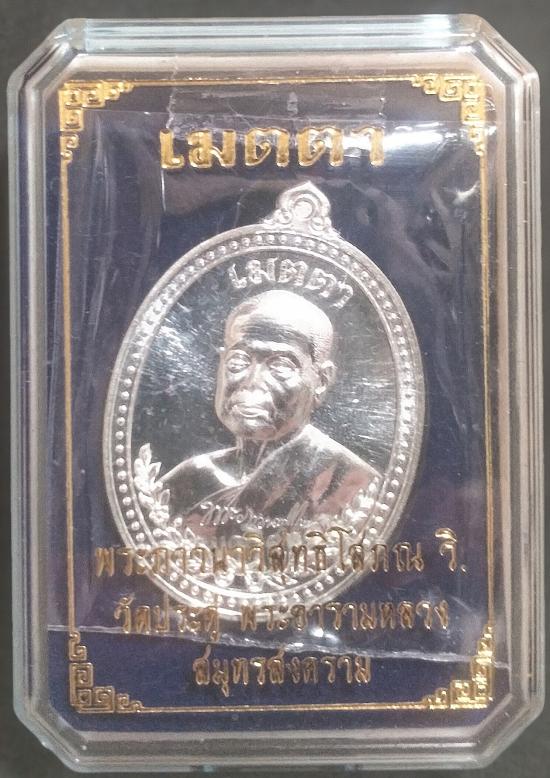 เมตตา
เมตตา
พระภาวนาวิสุทธิโสภณ วิ.
วัดประดู่ พระอารามหลวง
สมุทรสงคราม